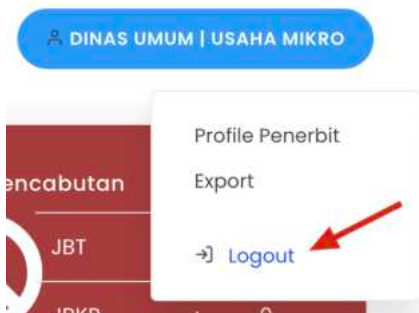 DINAS UMUM | USAHA MIKRO
Profile Penerbit
encabutan
Export
JBT
Logout